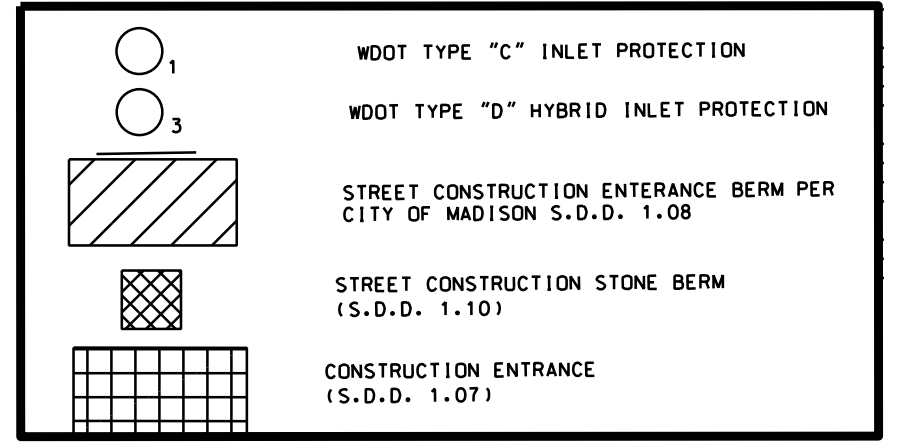 1 WDOT TYPE "C" INLET PROTECTION
3 WDOT TYPE "D" HYBRID INLET PROTECTION
STREET CONSTRUCTION ENTERANCE BERM PER
CITY OF MADISON S.D.D. 1.08
STREET CONSTRUCTION STONE BERM
(S.D.D. 1.10)
CONSTRUCTION ENTRANCE
(S.D.D. 1.07)